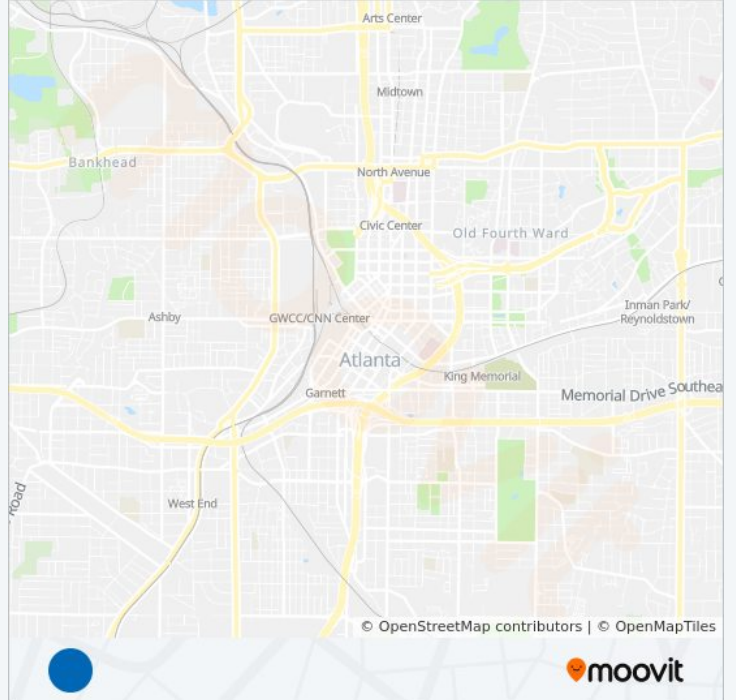 Arts Center
Midtown
Bankhead
North Avenue
Civic Center
Old Fourth Ward
Inman Park/
Reynoldstown
Ashby
GWCC/CNN Center
Atlanta
King Memorial
Garnett
Memorial Drive Southea
West End
Road
© OpenStreetMap contributors | © OpenMapTiles
moovit